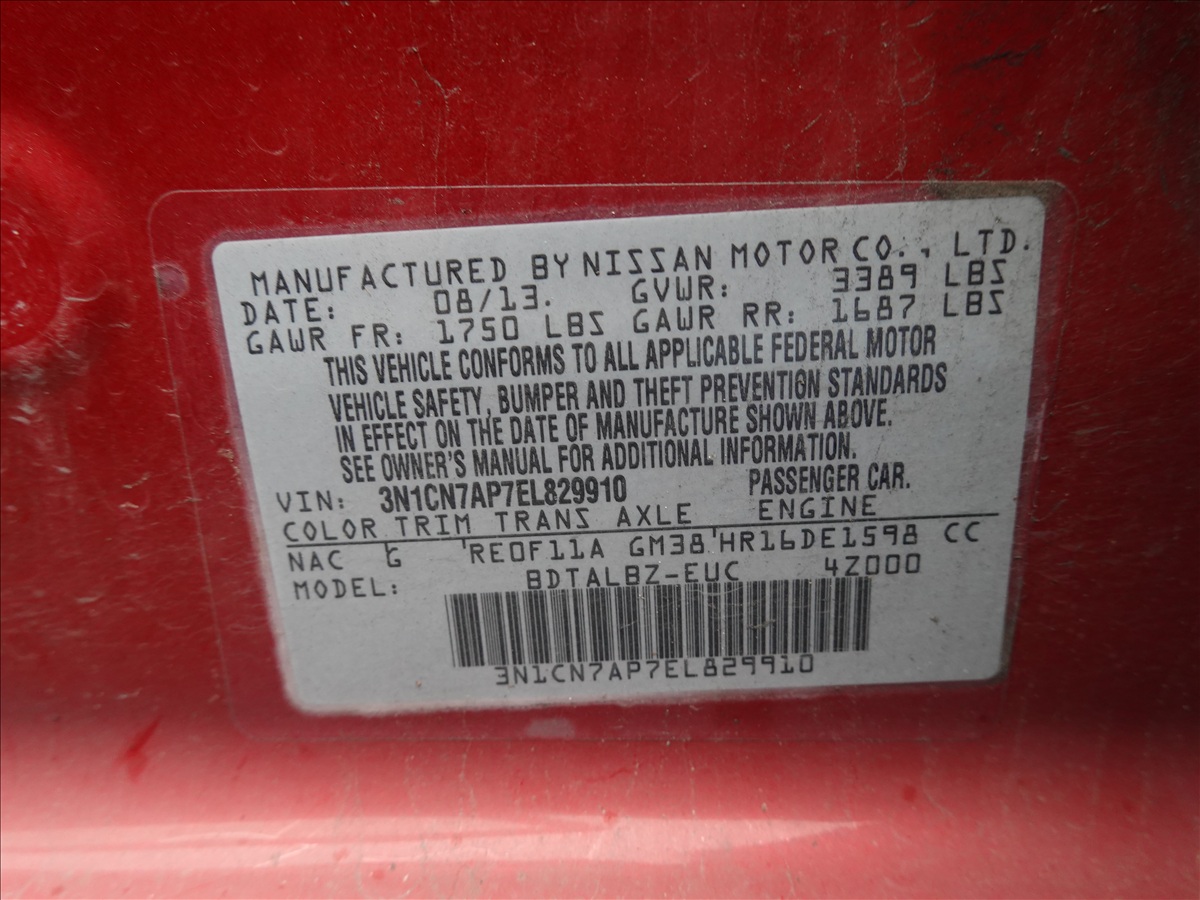 MANUFACTURED BY NISSAN MOTOR CO., LTD.
DATE: 08/13. GVWR: 3389 LBS
GAWR FR: 1750 LBS GAWR RR: 1687 LBS
THIS VEHICLE CONFORMS TO ALL APPLICABLE FEDERAL MOTOR
VEHICLE SAFETY, BUMPER AND THEFT PREVENTION STANDARDS
IN EFFECT ON THE DATE OF MANUFACTURE SHOWN ABOVE.
SEE OWNER'S MANUAL FOR ADDITIONAL INFORMATION.
VIN: 3N1CN7AP7EL829910 PASSENGER CAR.
COLOR TRIM TRANS AXLE ENGINE
NAC G RE0F11A GM38 HR16DE1598 CC
MODEL: BDTALBZ-EUC 4Z000
3N1CN7AP7EL829910